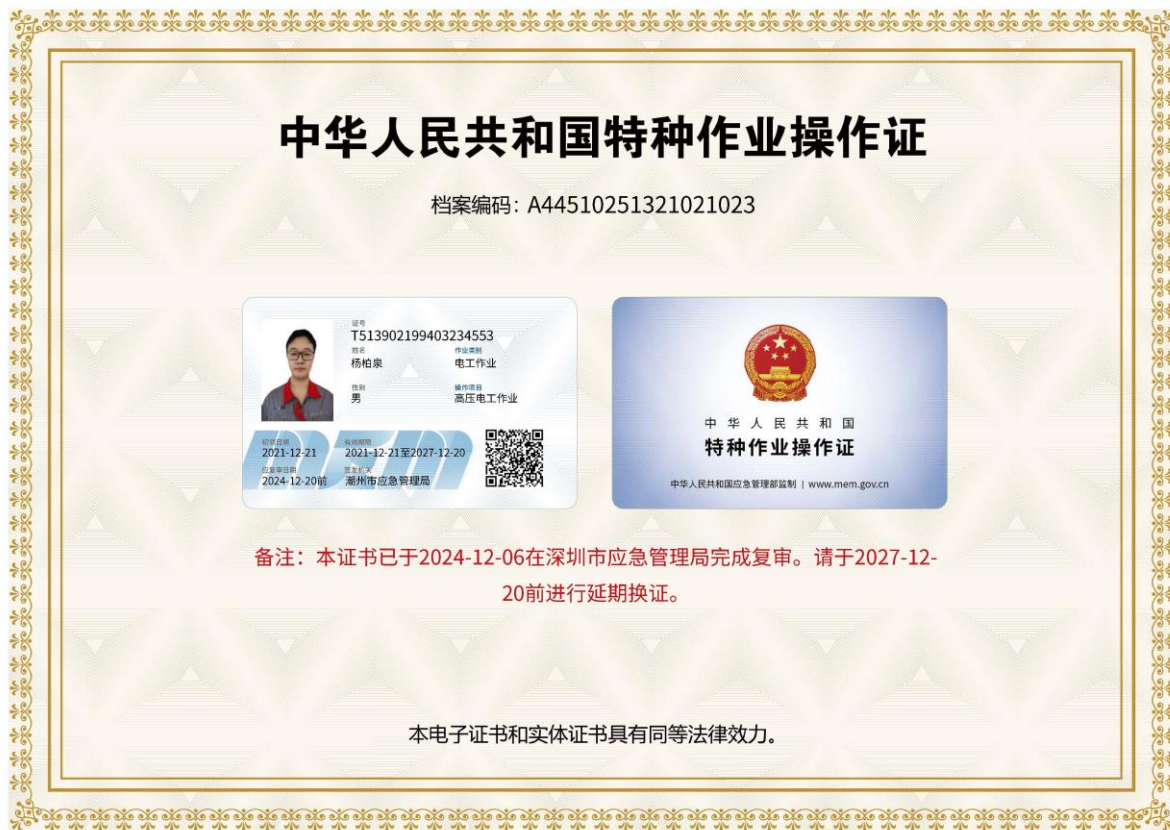 中华人民共和国特种作业操作证
档案编码：A44510251321021023
证号
T513902199403234553
姓名
杨柏泉
作业类别
电工作业
性别
男
操作项目
高压电工作业
初领日期
2021-12-21
有效期限
2021-12-21至2027-12-20
应复审日期
2024-12-20前
签发机关
潮州市应急管理局
中华人民共和国
特种作业操作证
中华人民共和国应急管理部监制 | www.mem.gov.cn
备注：本证书已于2024-12-06在深圳市应急管理局完成复审。请于2027-12-
20前进行延期换证。
本电子证书和实体证书具有同等法律效力。